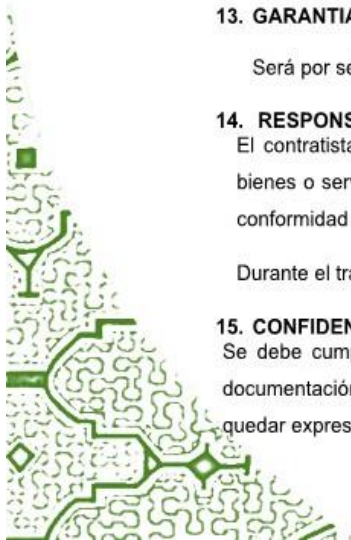 13. GARANTIA
Será por se
14. RESPONS
El contratista
bienes o ser
conformidad
Durante el tra
15. CONFIDEN
Se debe cum
documentación
quedar expres